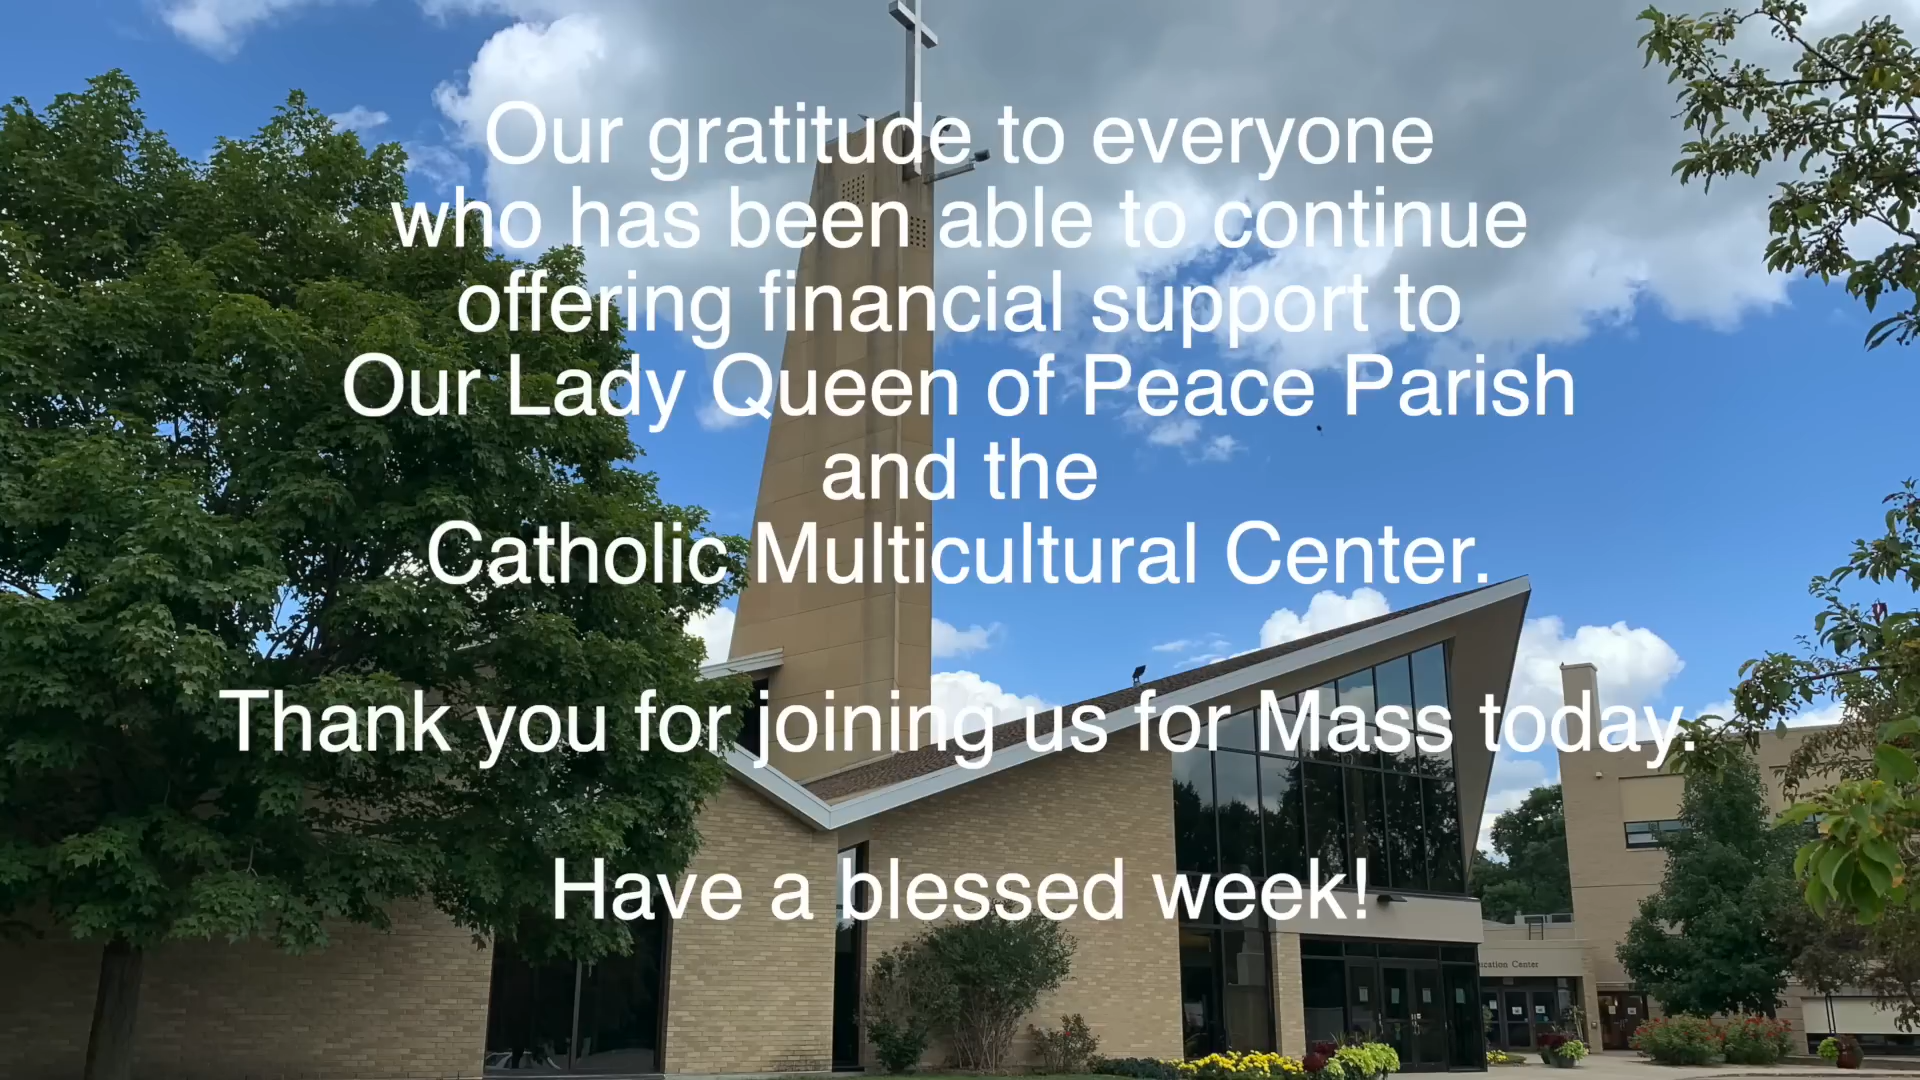 Our gratitude to everyone
who has been able to continue
offering financial support to
Our Lady Queen of Peace Parish
and the
Catholic Multicultural Center.
Thank you for joining us for Mass today.
Have a blessed week!
Center